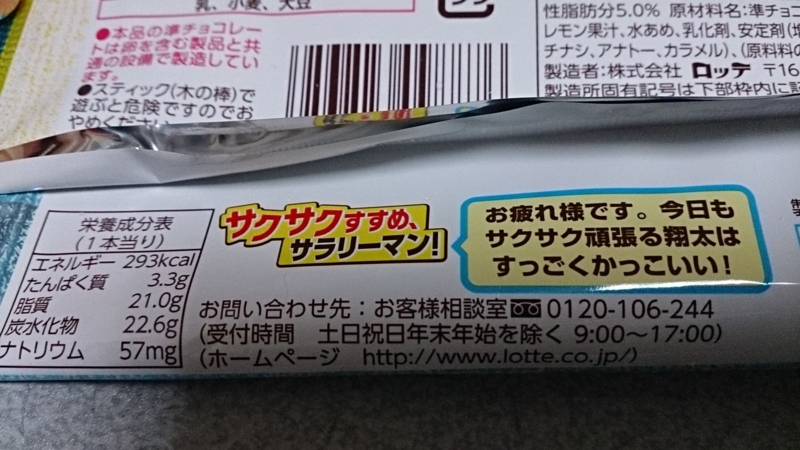 乳、小麦、大豆
●本品の準チョコレー
トは卵を含む製品と共
通の設備で製造してい
ます。
●スティック(木の棒)で
遊ぶと危険ですのでお
やめくださ
性脂肪分5.0% 原材料名:準チョコ
レモン果汁、水あめ、乳化剤、安定剤(増
チナシ、アナトー、カラメル)、(原料の
製造者:株式会社 ロッテ 〒16
製造所固有記号は下部枠内に記
栄養成分表
(1本当り)
エネルギー 293kcal
たんぱく質 3.3g
脂質 21.0g
炭水化物 22.6g
ナトリウム 57mg
サクサクすすめ、
サラリーマン!
お疲れ様です。今日も
サクサク頑張る翔太は
すっごくかっこいい!
お問い合わせ先:お客様相談室 0120-106-244
(受付時間 土日祝日年末年始を除く 9:00~17:00)
(ホームページ http://www.lotte.co.jp/)